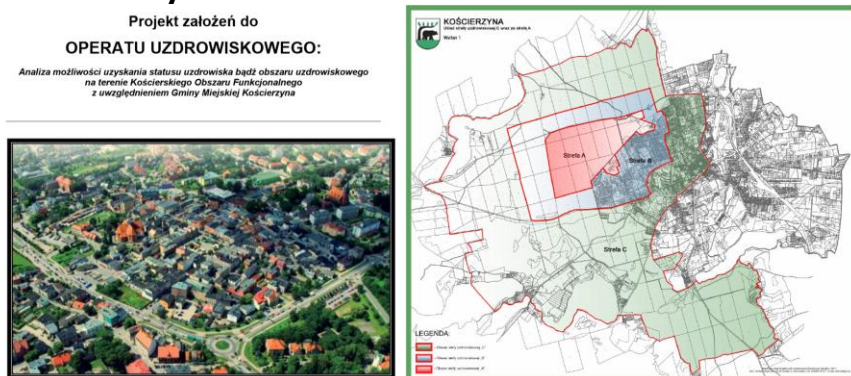 Projekt założeń do
OPERATU UZDROWISKOWEGO:
Analiza możliwości uzyskania statusu uzdrowiska bądź obszaru uzdrowiskowego
na terenie Kościerskiego Obszaru Funkcjonalnego
z uwzględnieniem Gminy Miejskiej Kościerzyna
KOŚCIERZYNA
Strefa A
Strefa B
Strefa C
LEGENDA: